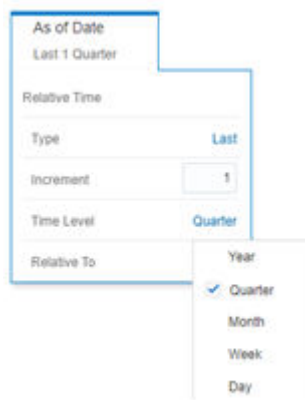 As of Date
Last 1 Quarter
Relative Time
Type Last
Increment 1
Time Level Quarter
Relative To
Year
Quarter
Month
Week
Day